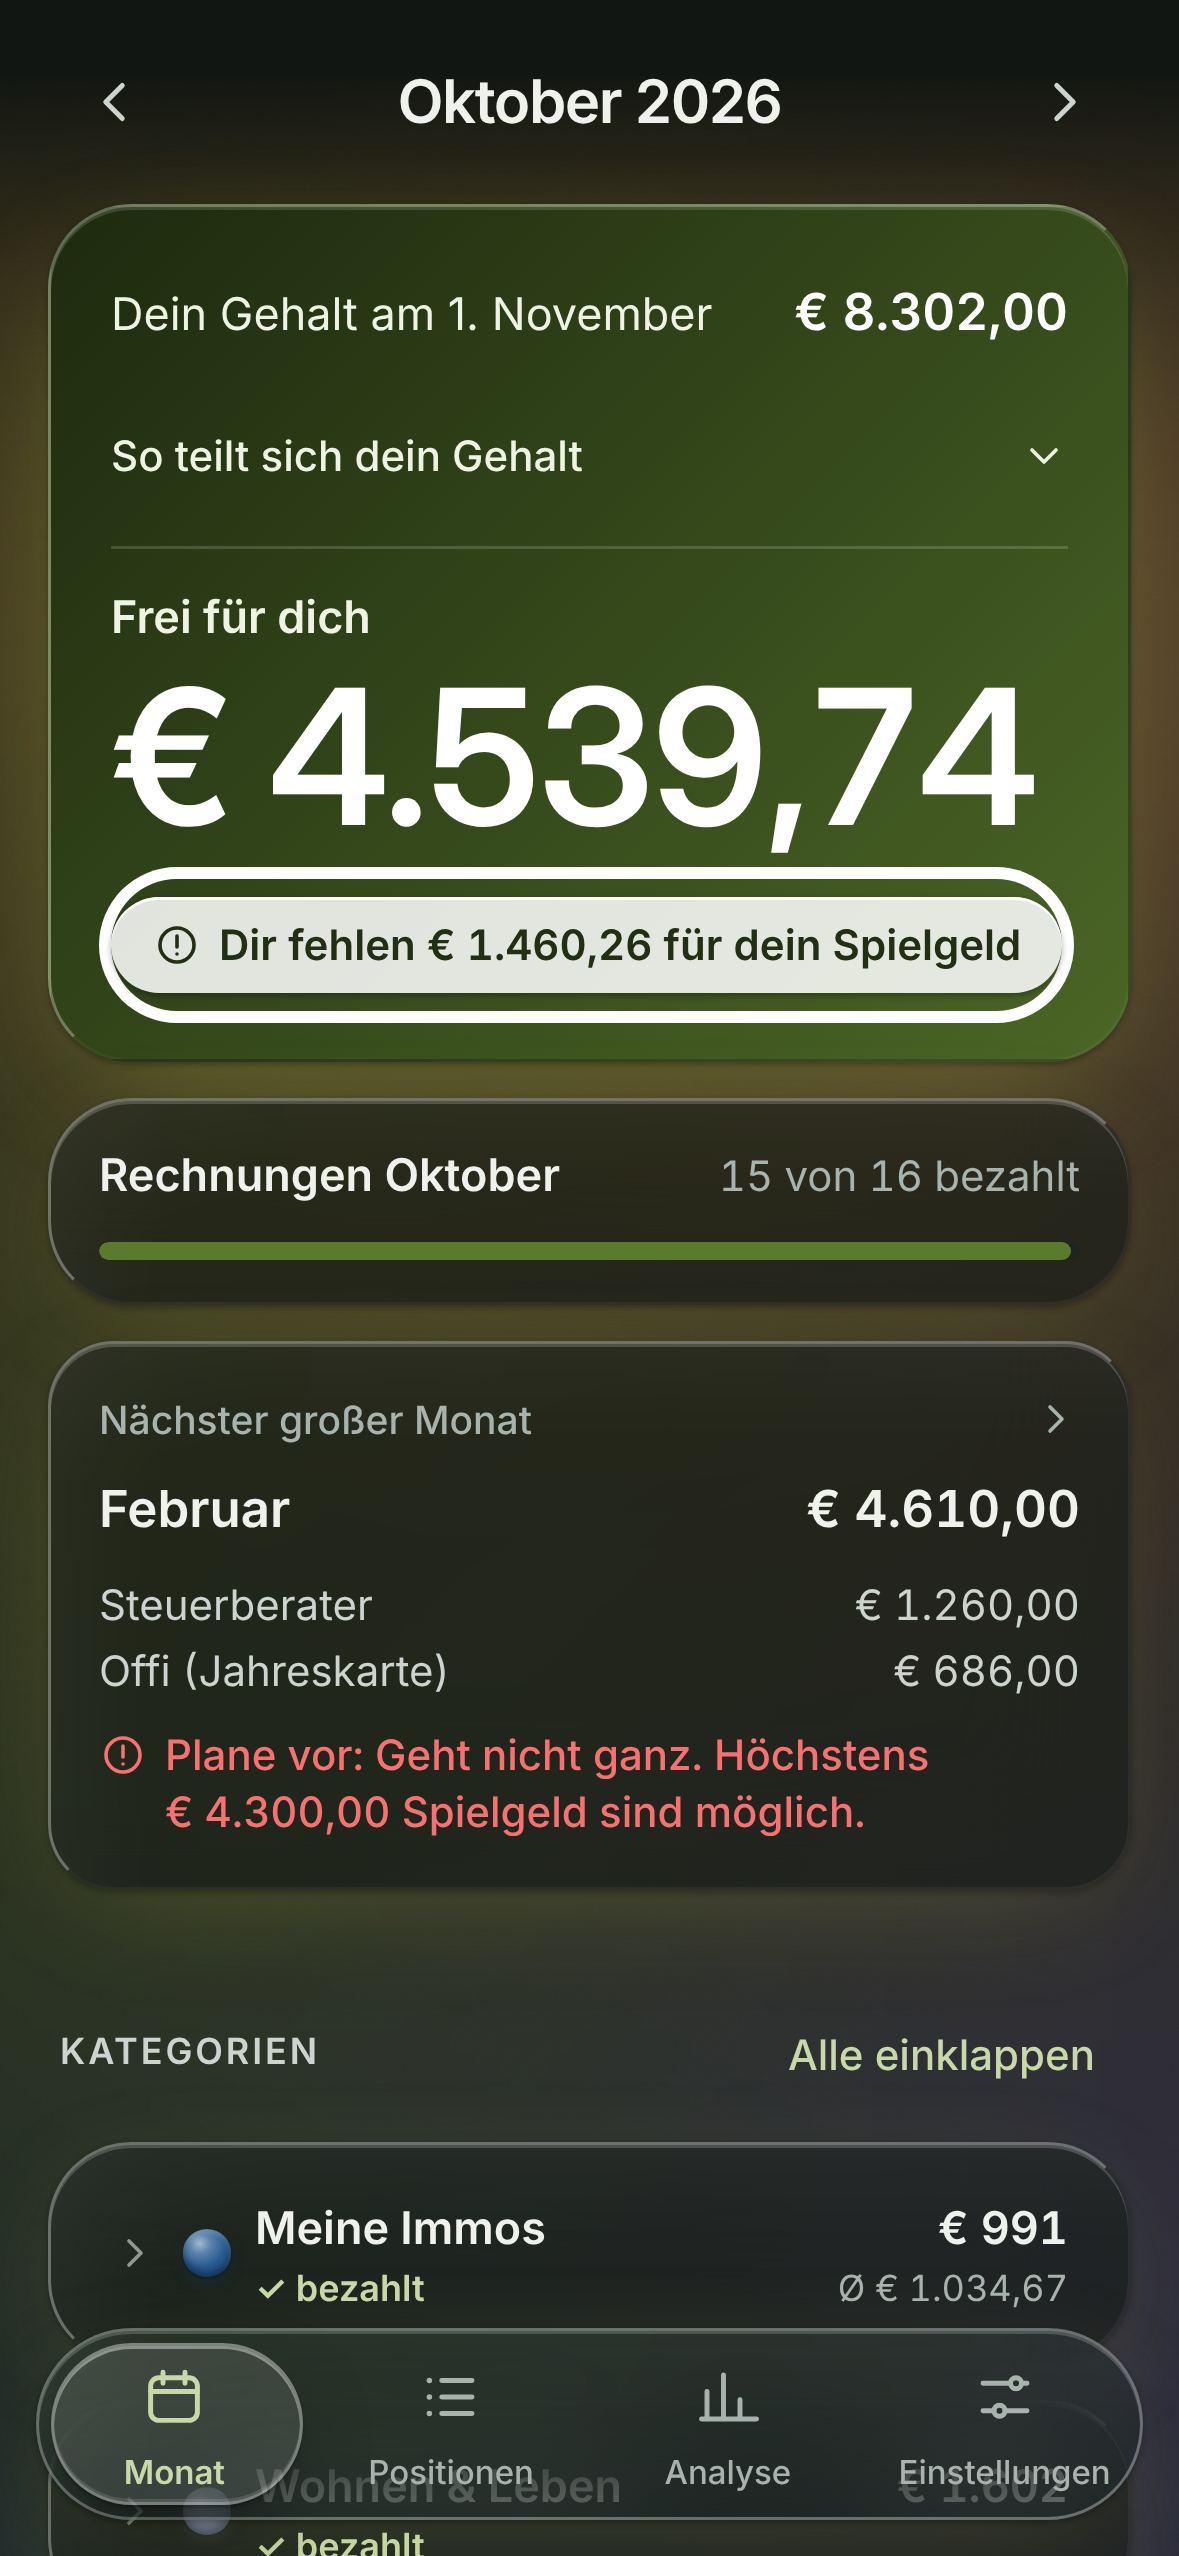 Oktober 2026
Dein Gehalt am 1. November € 8.302,00
So teilt sich dein Gehalt
Frei für dich
€ 4.539,74
Dir fehlen € 1.460,26 für dein Spielgeld
Rechnungen Oktober 15 von 16 bezahlt
Nächster großer Monat
Februar € 4.610,00
Steuerberater € 1.260,00
Offi (Jahreskarte) € 686,00
Plane vor: Geht nicht ganz. Höchstens
€ 4.300,00 Spielgeld sind möglich.
KATEGORIEN Alle einklappen
Meine Immos € 991
✓ bezahlt Ø € 1.034,67
Monat Positionen Analyse Einstellungen
Wohnen & Leben € 1.602
✓ bezahlt